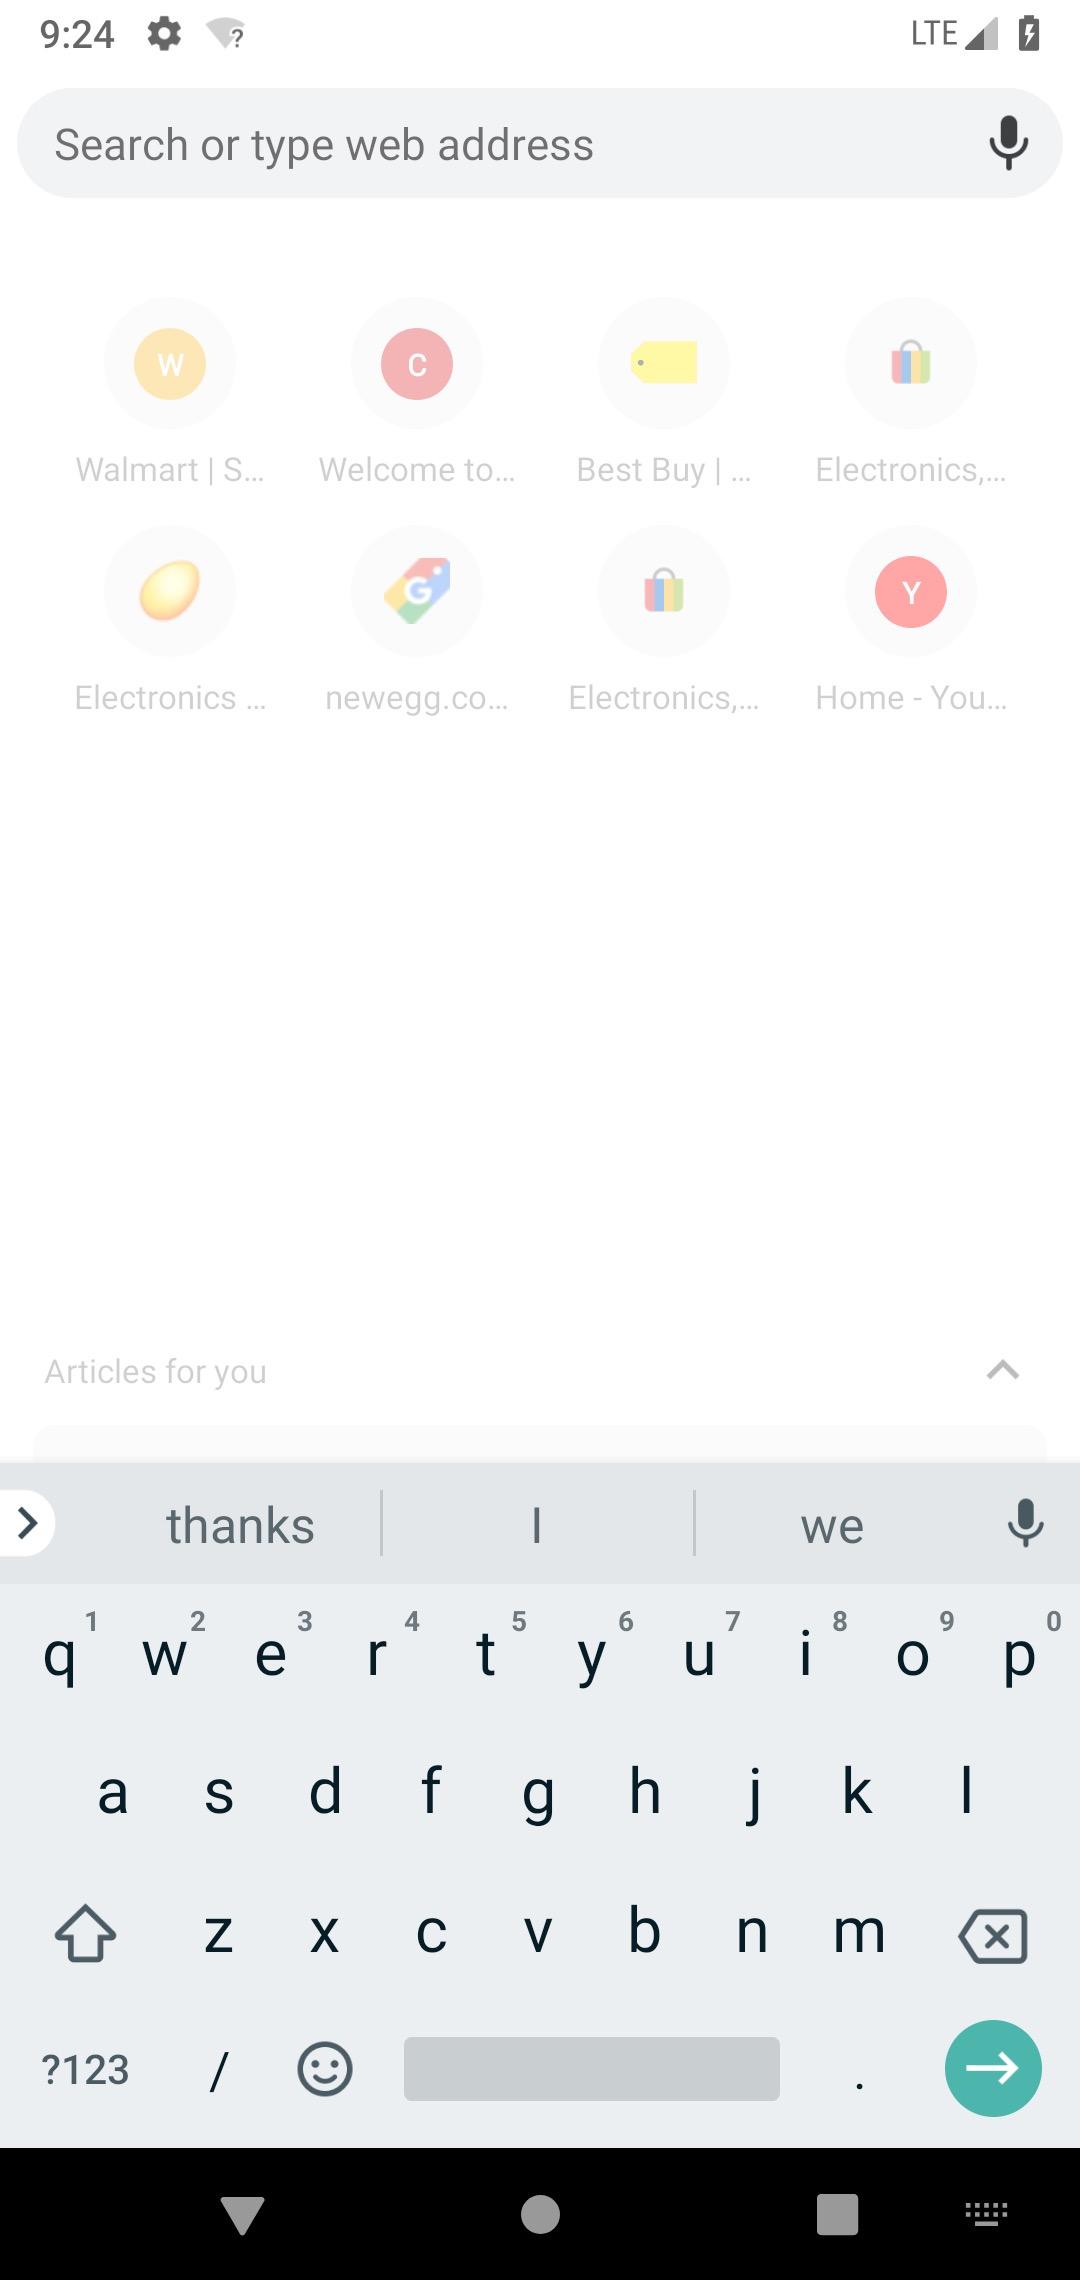 9:24 LTE
Search or type web address
W C
Walmart | S... Welcome to... Best Buy | ... Electronics,...
G Y
Electronics ... newegg.co... Electronics,... Home - You...
Articles for you
thanks I we
1 2 3 4 5 6 7 8 9 0
q w e r t y u i o p
a s d f g h j k l
z x c v b n m
?123 / .